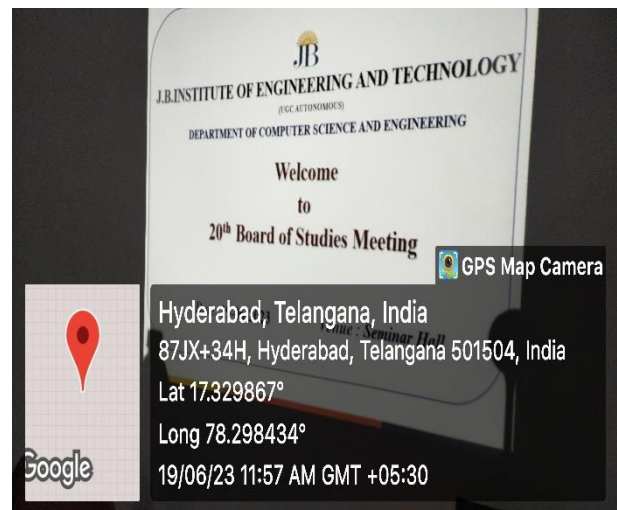 JB
J.B.INSTITUTE OF ENGINEERING AND TECHNOLOGY
(UGC AUTONOMOUS)
DEPARTMENT OF COMPUTER SCIENCE AND ENGINEERING
Welcome
to
20th Board of Studies Meeting
GPS Map Camera
Venue : Seminar Hall
Hyderabad, Telangana, India
87JX+34H, Hyderabad, Telangana 501504, India
Lat 17.329867°
Long 78.298434°
19/06/23 11:57 AM GMT +05:30
Google